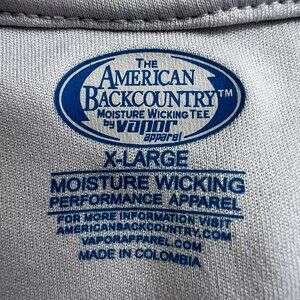 THE
AMERICAN
BACKCOUNTRY™
MOISTURE WICKING TEE
by vapor
apparel
X-LARGE
MOISTURE WICKING
PERFORMANCE APPAREL
FOR MORE INFORMATION VISIT
AMERICANBACKCOUNTRY.COM
VAPORAPPAREL.COM
MADE IN COLOMBIA